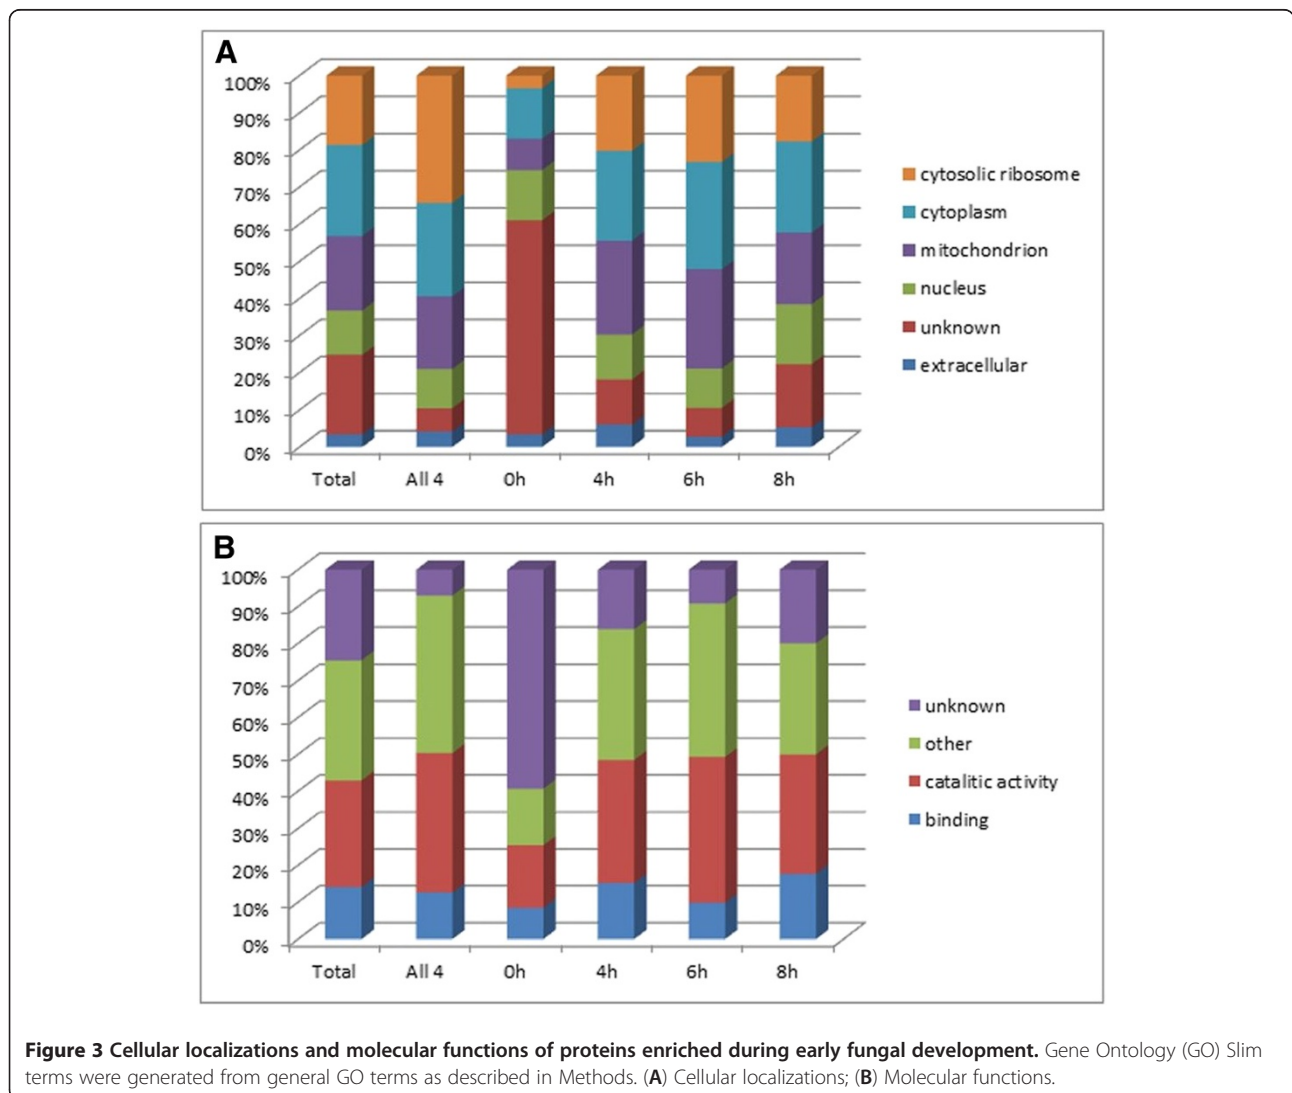 A
100%
90%
80%
70%
60%
50%
40%
30%
20%
10%
0%
Total All 4 0h 4h 6h 8h
cytosolic ribosome
cytoplasm
mitochondrion
nucleus
unknown
extracellular
B
100%
90%
80%
70%
60%
50%
40%
30%
20%
10%
0%
Total All 4 0h 4h 6h 8h
unknown
other
catalitic activity
binding
Figure 3 Cellular localizations and molecular functions of proteins enriched during early fungal development. Gene Ontology (GO) Slim
terms were generated from general GO terms as described in Methods. (A) Cellular localizations; (B) Molecular functions.